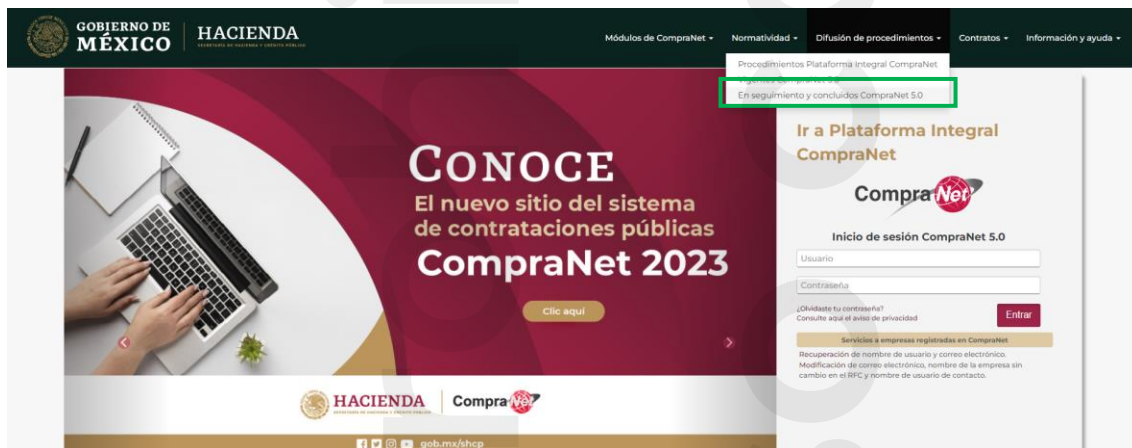 GOBIERNO DE
MÉXICO
HACIENDA
SECRETARÍA DE HACIENDA Y CRÉDITO PÚBLICO
Módulos de CompraNet
Normatividad
Difusión de procedimientos
Contratos
Información y ayuda
Procedimientos Plataforma Integral CompraNet
Vigentes CompraNet 5.0
En seguimiento y concluidos CompraNet 5.0
CONOCE
El nuevo sitio del sistema
de contrataciones públicas
CompraNet 2023
Clic aquí
Ir a Plataforma Integral
CompraNet
CompraNet
Inicio de sesión CompraNet 5.0
Usuario
Contraseña
¿Olvidaste tu contraseña?
Consulte aquí el aviso de privacidad
Entrar
Servicios a empresas registradas en CompraNet
Recuperación de nombre de usuario y correo electrónico.
Modificación de correo electrónico, nombre de la empresa sin
cambio en el RFC y nombre de usuario de contacto.
HACIENDA
SECRETARÍA DE HACIENDA Y CRÉDITO PÚBLICO
CompraNet
gob.mx/shcp